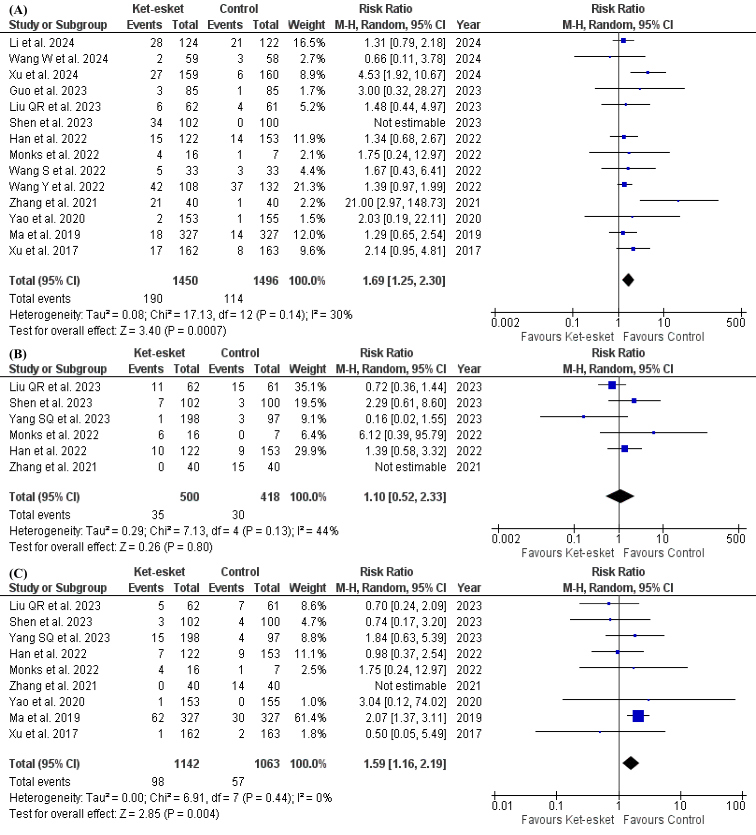 (A) Ket-esket Control Risk Ratio Risk Ratio
Study or Subgroup Events Total Events Total Weight M-H, Random, 95% CI Year M-H, Random, 95% CI
Li et al. 2024 28 124 21 122 16.5% 1.31 [0.79, 2.18] 2024
Wang W et al. 2024 2 59 3 58 2.7% 0.66 [0.11, 3.78] 2024
Xu et al. 2024 27 159 6 160 8.9% 4.53 [1.92, 10.67] 2024
Guo et al. 2023 3 85 1 85 1.7% 3.00 [0.32, 28.27] 2023
Liu QR et al. 2023 6 62 4 61 5.2% 1.48 [0.44, 4.97] 2023
Shen et al. 2023 34 102 0 100 Not estimable 2023
Han et al. 2022 15 122 14 153 11.9% 1.34 [0.68, 2.67] 2022
Monks et al. 2022 4 16 1 7 2.1% 1.75 [0.24, 12.97] 2022
Wang S et al. 2022 5 33 3 33 4.4% 1.67 [0.43, 6.41] 2022
Wang Y et al. 2022 42 108 37 132 21.3% 1.39 [0.97, 1.99] 2022
Zhang et al. 2021 21 40 1 40 2.2% 21.00 [2.97, 148.73] 2021
Yao et al. 2020 2 153 1 155 1.5% 2.03 [0.19, 22.11] 2020
Ma et al. 2019 18 327 14 327 12.0% 1.29 [0.65, 2.54] 2019
Xu et al. 2017 17 162 8 163 9.6% 2.14 [0.95, 4.81] 2017
Total (95% CI) 1450 1496 100.0% 1.69 [1.25, 2.30]
Total events 190 114
Heterogeneity: Tau² = 0.08; Chi² = 17.13, df = 12 (P = 0.14); I² = 30%
Test for overall effect: Z = 3.40 (P = 0.0007)
0.002 0.1 1 10 500
Favours Ket-esket Favours Control
(B) Ket-esket Control Risk Ratio Risk Ratio
Study or Subgroup Events Total Events Total Weight M-H, Random, 95% CI Year M-H, Random, 95% CI
Liu QR et al. 2023 11 62 15 61 35.1% 0.72 [0.36, 1.44] 2023
Shen et al. 2023 7 102 3 100 19.5% 2.29 [0.61, 8.60] 2023
Yang SQ et al. 2023 1 198 3 97 9.1% 0.16 [0.02, 1.55] 2023
Monks et al. 2022 6 16 0 7 6.4% 6.12 [0.39, 95.79] 2022
Han et al. 2022 10 122 9 153 29.9% 1.39 [0.58, 3.32] 2022
Zhang et al. 2021 0 40 15 40 Not estimable 2021
Total (95% CI) 500 418 100.0% 1.10 [0.52, 2.33]
Total events 35 30
Heterogeneity: Tau² = 0.29; Chi² = 7.13, df = 4 (P = 0.13); I² = 44%
Test for overall effect: Z = 0.26 (P = 0.80)
0.002 0.1 1 10 500
Favours Ket-esket Favours Control
(C) Ket-esket Control Risk Ratio Risk Ratio
Study or Subgroup Events Total Events Total Weight M-H, Random, 95% CI Year M-H, Random, 95% CI
Liu QR et al. 2023 5 62 7 61 8.6% 0.70 [0.24, 2.09] 2023
Shen et al. 2023 3 102 4 100 4.7% 0.74 [0.17, 3.20] 2023
Yang SQ et al. 2023 15 198 4 97 8.8% 1.84 [0.63, 5.39] 2023
Han et al. 2022 7 122 9 153 11.1% 0.98 [0.37, 2.54] 2022
Monks et al. 2022 4 16 1 7 2.5% 1.75 [0.24, 12.97] 2022
Zhang et al. 2021 0 40 14 40 Not estimable 2021
Yao et al. 2020 1 153 0 155 1.0% 3.04 [0.12, 74.02] 2020
Ma et al. 2019 62 327 30 327 61.4% 2.07 [1.37, 3.11] 2019
Xu et al. 2017 1 162 2 163 1.8% 0.50 [0.05, 5.49] 2017
Total (95% CI) 1142 1063 100.0% 1.59 [1.16, 2.19]
Total events 98 57
Heterogeneity: Tau² = 0.00; Chi² = 6.91, df = 7 (P = 0.44); I² = 0%
Test for overall effect: Z = 2.85 (P = 0.004)
0.01 0.1 1 10 100
Favours Ket-esket Favours Control